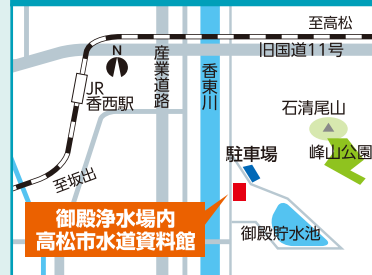 至高松
旧国道11号
N
産業道路
香東川
JR
香西駅
石清尾山
峰山公園
駐車場
至坂出
御殿浄水場内
高松市水道資料館
御殿貯水池